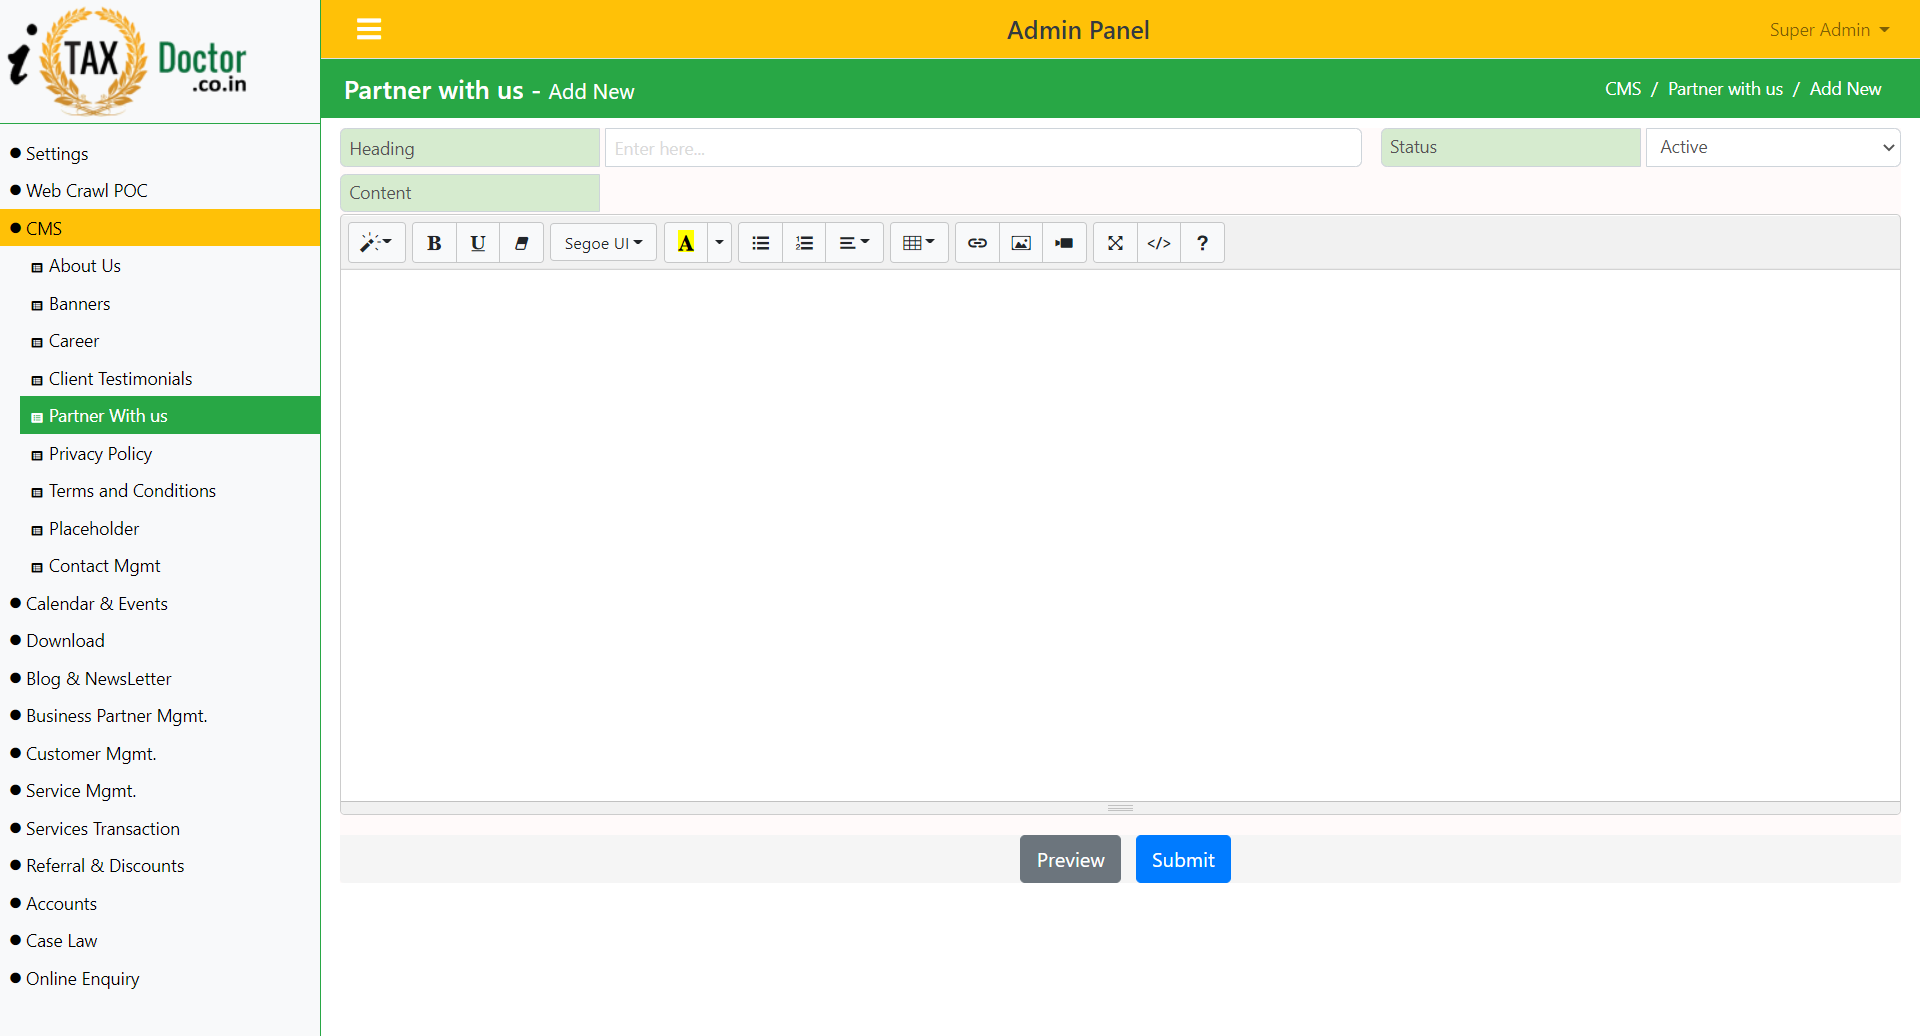 i TAX Doctor
.co.in
Admin Panel
Super Admin
Partner with us - Add New
CMS / Partner with us / Add New
Settings
Web Crawl POC
CMS
About Us
Banners
Career
Client Testimonials
Partner With us
Privacy Policy
Terms and Conditions
Placeholder
Contact Mgmt
Calendar & Events
Download
Blog & NewsLetter
Business Partner Mgmt.
Customer Mgmt.
Service Mgmt.
Services Transaction
Referral & Discounts
Accounts
Case Law
Online Enquiry
Heading
Enter here...
Status
Active
Content
B U Segoe UI A </> ?
Preview
Submit